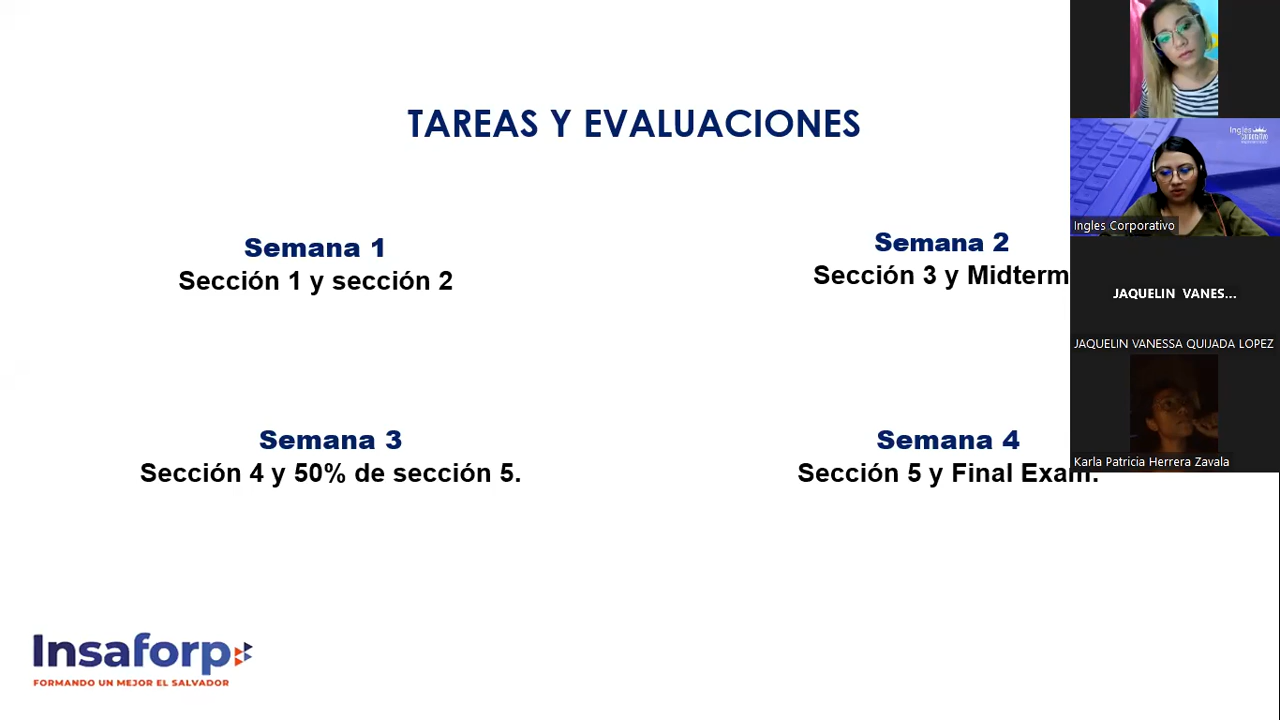 TAREAS Y EVALUACIONES
Semana 1
Sección 1 y sección 2
Semana 2
Sección 3 y Midterm
Semana 3
Sección 4 y 50% de sección 5.
Semana 4
Sección 5 y Final Exam.
Insaforp
FORMANDO UN MEJOR EL SALVADOR
Ingles
Ingles Corporativo
JAQUELIN VANES...
JAQUELIN VANESSA QUIJADA LOPEZ
Karla Patricia Herrera Zavala